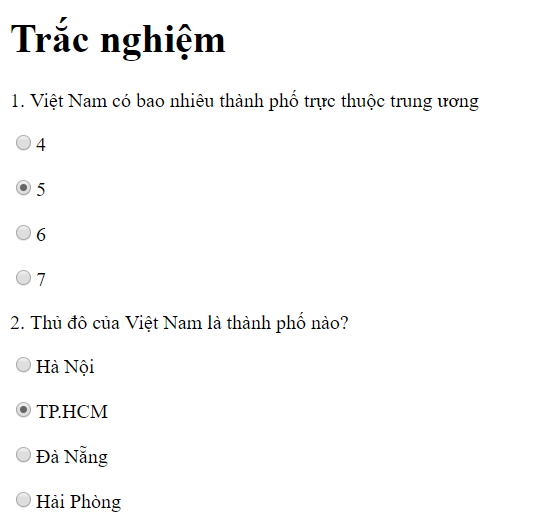 Trắc nghiệm
1. Việt Nam có bao nhiêu thành phố trực thuộc trung ương
4
5
6
7
2. Thủ đô của Việt Nam là thành phố nào?
Hà Nội
TP.HCM
Đà Nẵng
Hải Phòng